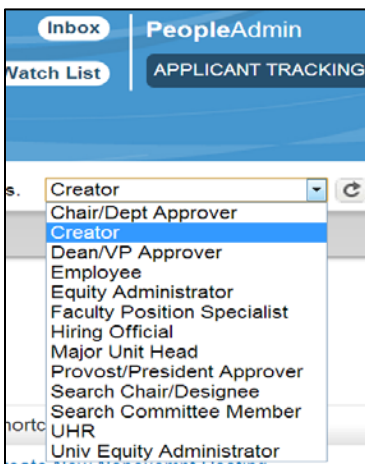 Inbox PeopleAdmin
Watch List APPLICANT TRACKING
s. Creator
Chair/Dept Approver
Creator
Dean/VP Approver
Employee
Equity Administrator
Faculty Position Specialist
Hiring Official
Major Unit Head
Provost/President Approver
Search Chair/Designee
Search Committee Member
hortc UHR
Univ Equity Administrator